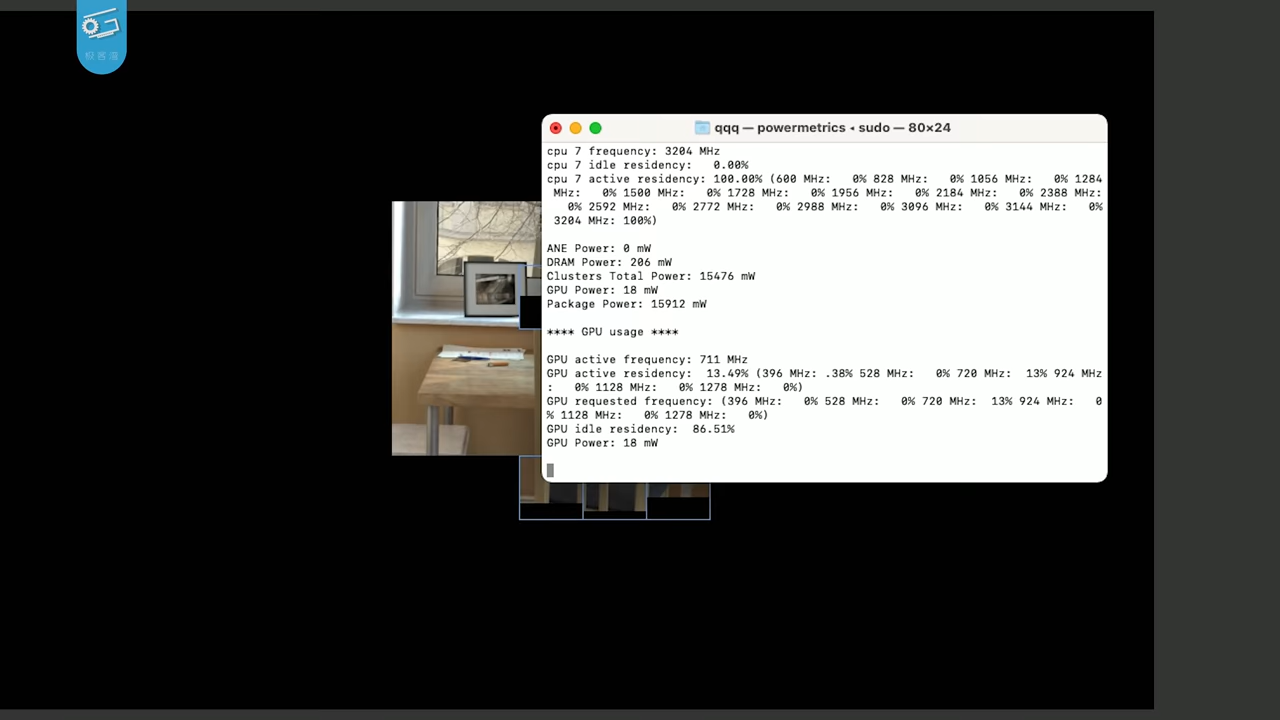 极客湾
qqq — powermetrics ◂ sudo — 80×24
cpu 7 frequency: 3204 MHz
cpu 7 idle residency:   0.00%
cpu 7 active residency: 100.00% (600 MHz:   0% 828 MHz:   0% 1056 MHz:   0% 1284
 MHz:   0% 1500 MHz:   0% 1728 MHz:   0% 1956 MHz:   0% 2184 MHz:   0% 2388 MHz:
   0% 2592 MHz:   0% 2772 MHz:   0% 2988 MHz:   0% 3096 MHz:   0% 3144 MHz:   0%
 3204 MHz: 100%)
ANE Power: 0 mW
DRAM Power: 206 mW
Clusters Total Power: 15476 mW
GPU Power: 18 mW
Package Power: 15912 mW
**** GPU usage ****
GPU active frequency: 711 MHz
GPU active residency:  13.49% (396 MHz: .38% 528 MHz:   0% 720 MHz:  13% 924 MHz
:   0% 1128 MHz:   0% 1278 MHz:   0%)
GPU requested frequency: (396 MHz:   0% 528 MHz:   0% 720 MHz:  13% 924 MHz:   0
% 1128 MHz:   0% 1278 MHz:   0%)
GPU idle residency:  86.51%
GPU Power: 18 mW